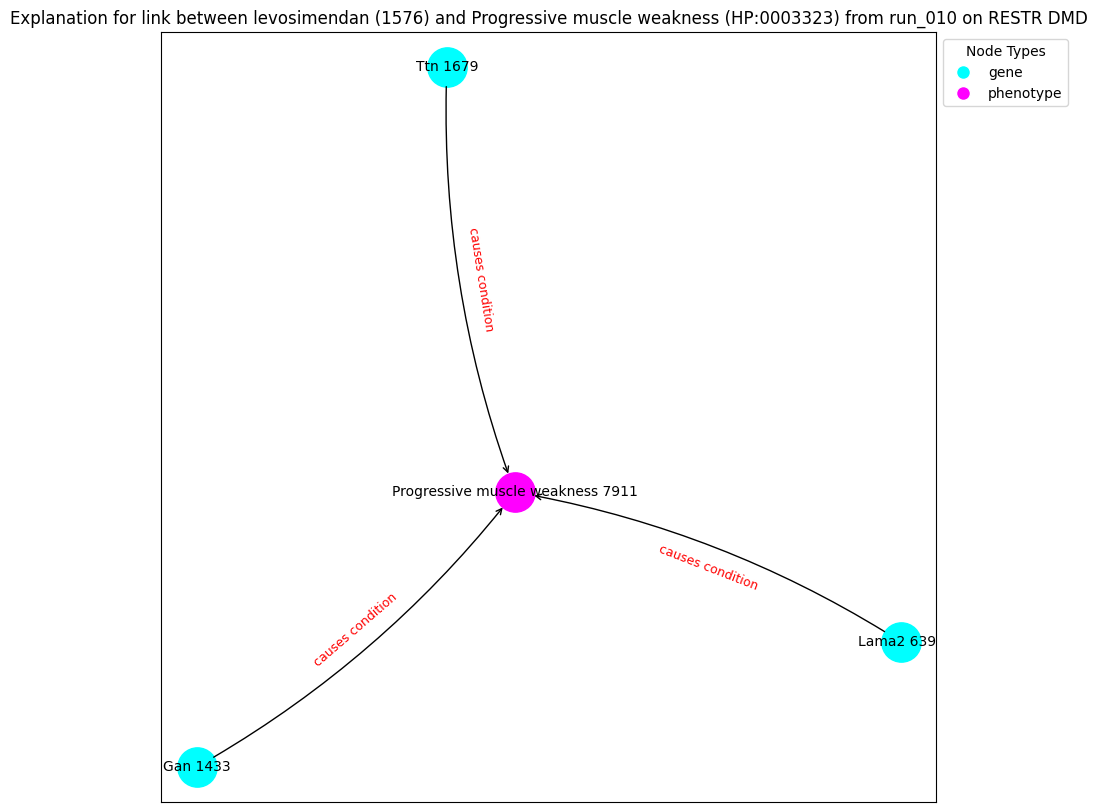 Explanation for link between levosimendan (1576) and Progressive muscle weakness (HP:0003323) from run_010 on RESTR DMD
Node Types
gene
phenotype
Ttn 1679
causes condition
Progressive muscle weakness 7911
causes condition
causes condition
Lama2 639
Gan 1433